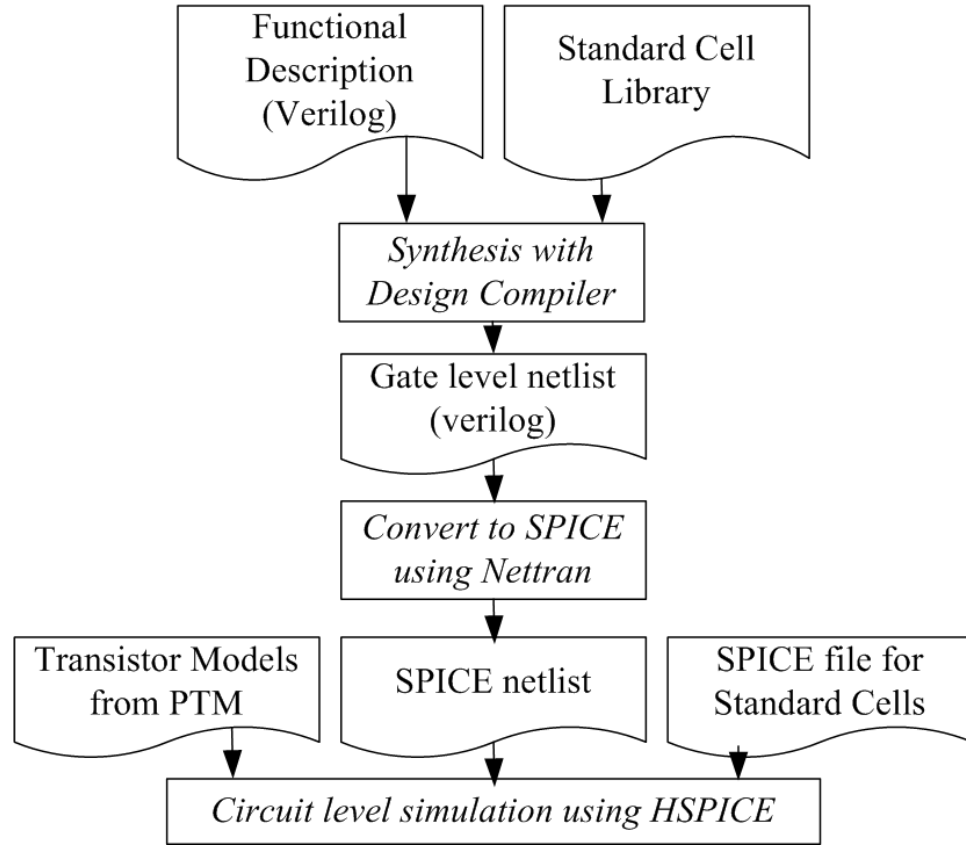 Functional
Description
(Verilog)
Standard Cell
Library
Synthesis with
Design Compiler
Gate level netlist
(verilog)
Convert to SPICE
using Nettran
Transistor Models
from PTM
SPICE netlist
SPICE file for
Standard Cells
Circuit level simulation using HSPICE